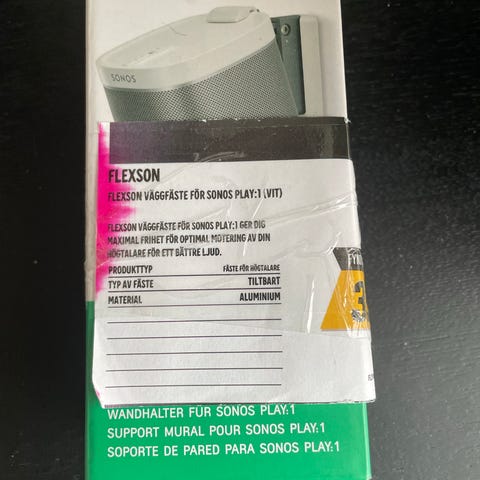 SONOS
FLEXSON
FLEXSON VÄGGFÄSTE FÖR SONOS PLAY:1 (VIT)
FLEXSON VÄGGFÄSTE FÖR SONOS PLAY:1 GER DIG
MAXIMAL FRIHET FÖR OPTIMAL MOTERING AV DIN
HÖGTALARE FÖR ETT BÄTTRE LJUD.
PRODUKTTYP FÄSTE FÖR HÖGTALARE
TYP AV FÄSTE TILTBART
MATERIAL ALUMINIUM
WANDHALTER FÜR SONOS PLAY:1
SUPPORT MURAL POUR SONOS PLAY:1
SOPORTE DE PARED PARA SONOS PLAY:1